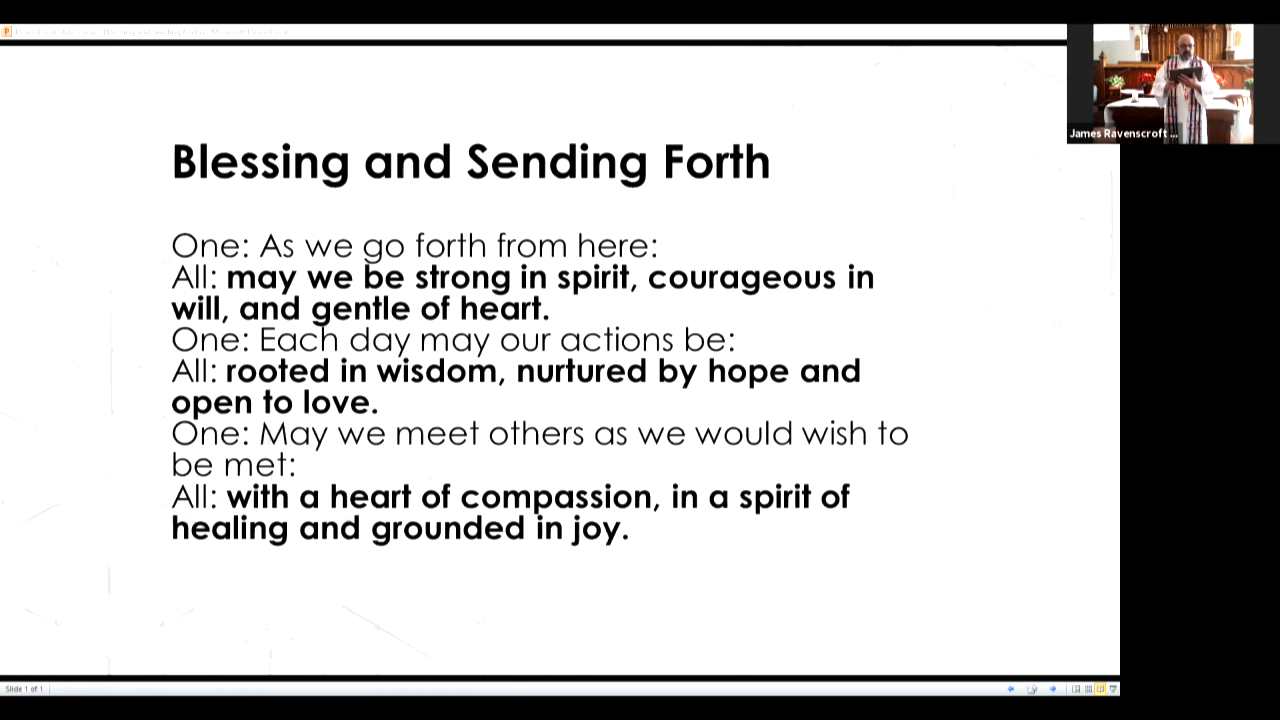 Blessing and Sending Forth
One: As we go forth from here:
All: may we be strong in spirit, courageous in
will, and gentle of heart.
One: Each day may our actions be:
All: rooted in wisdom, nurtured by hope and
open to love.
One: May we meet others as we would wish to
be met:
All: with a heart of compassion, in a spirit of
healing and grounded in joy.
James Ravenscroft ...
Slide 1 of 1